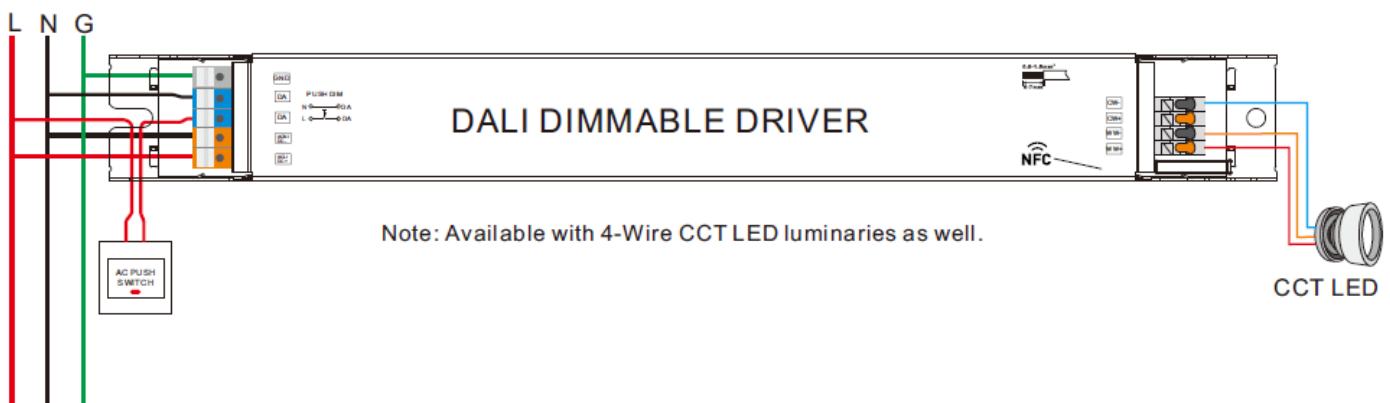 L N G
GND
DA
PUSH DIM
N DA
DA
L DA
DALI DIMMABLE DRIVER
NFC
CW-
CW+
WW-
WW+
Note: Available with 4-Wire CCT LED luminaries as well.
AC PUSH
SWITCH
CCT LED